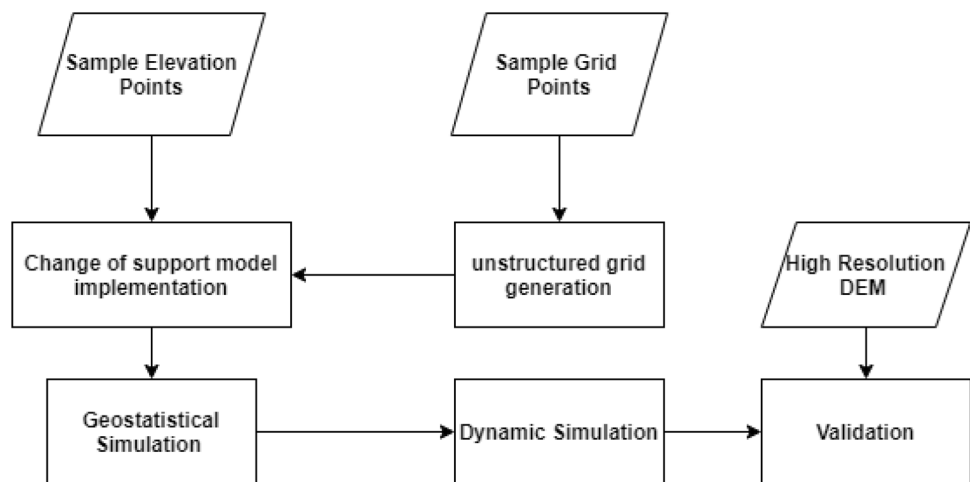 Sample Elevation
Points
Sample Grid
Points
Change of support model
implementation
unstructured grid
generation
High Resolution
DEM
Geostatistical
Simulation
Dynamic Simulation
Validation